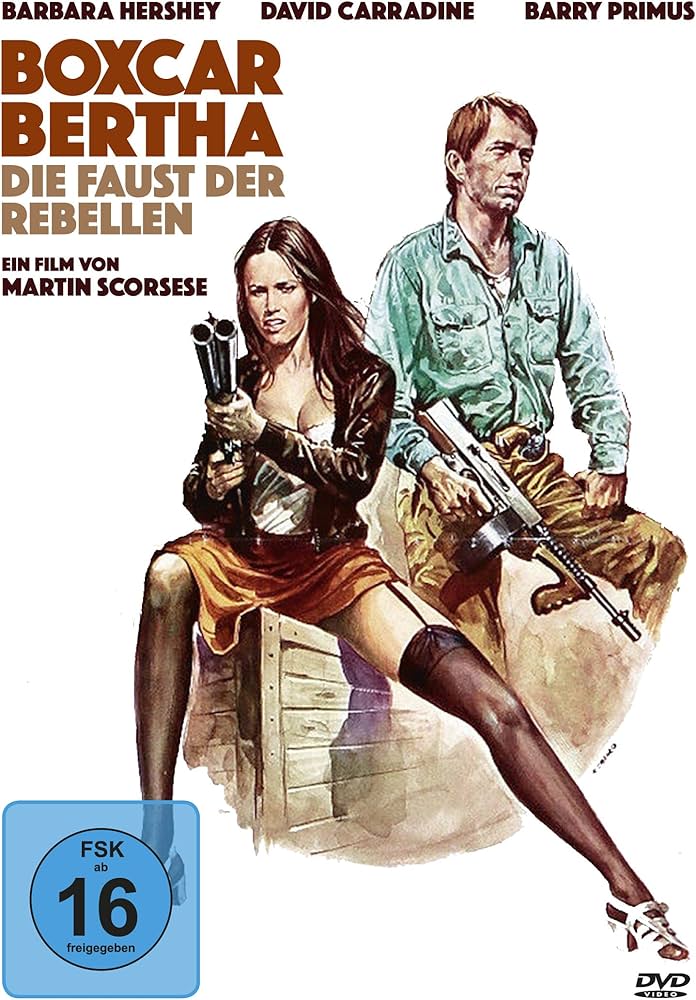 BARBARA HERSHEY DAVID CARRADINE BARRY PRIMUS
BOXCAR
BERTHA
DIE FAUST DER
REBELLEN
EIN FILM VON
MARTIN SCORSESE
FSK
ab
16
freigegeben
DVD
VIDEO